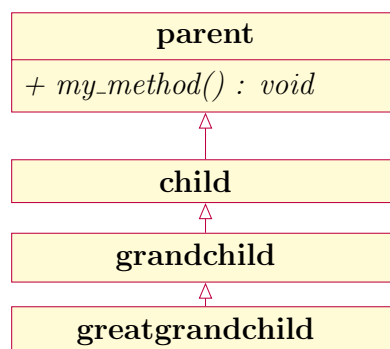 parent
+ my_method() : void
child
grandchild
greatgrandchild